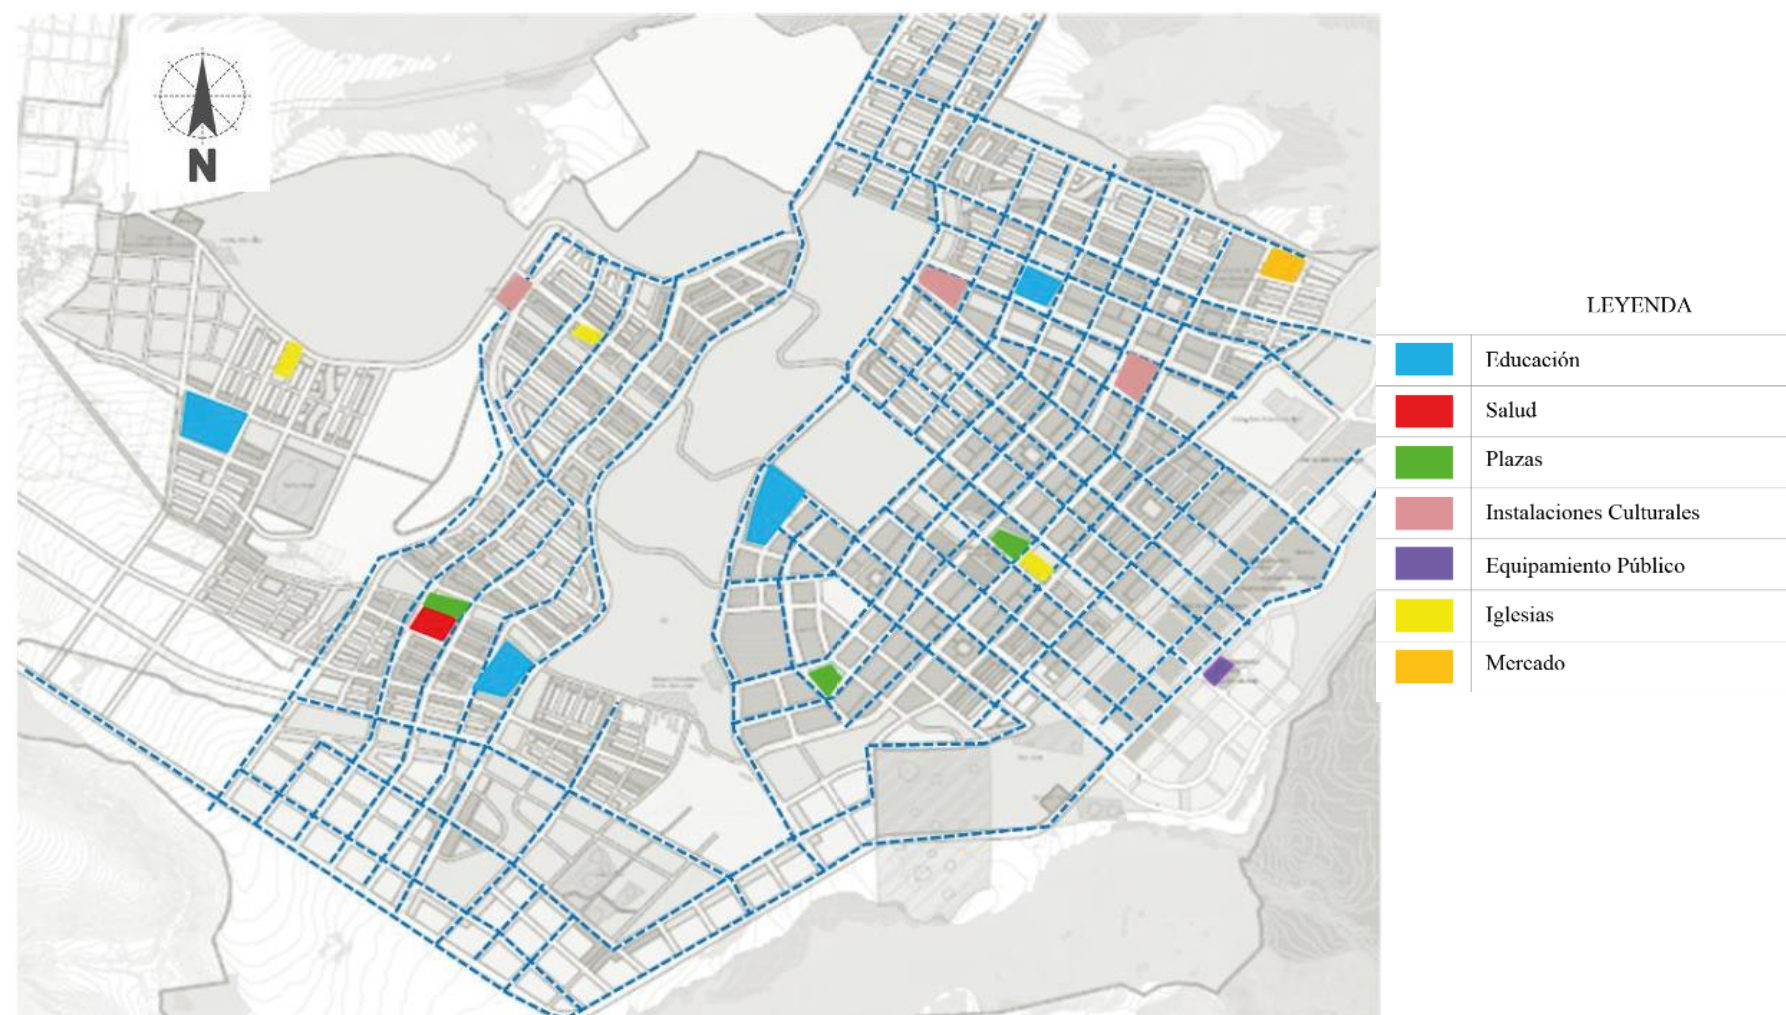 N
LEYENDA
Educación
Salud
Plazas
Instalaciones Culturales
Equipamiento Público
Iglesias
Mercado